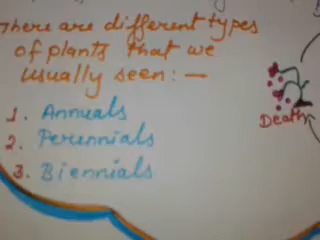 There are different types
of plants that we
usually seen: —
1. Annuals
2. Perennials
3. Biennials
Death